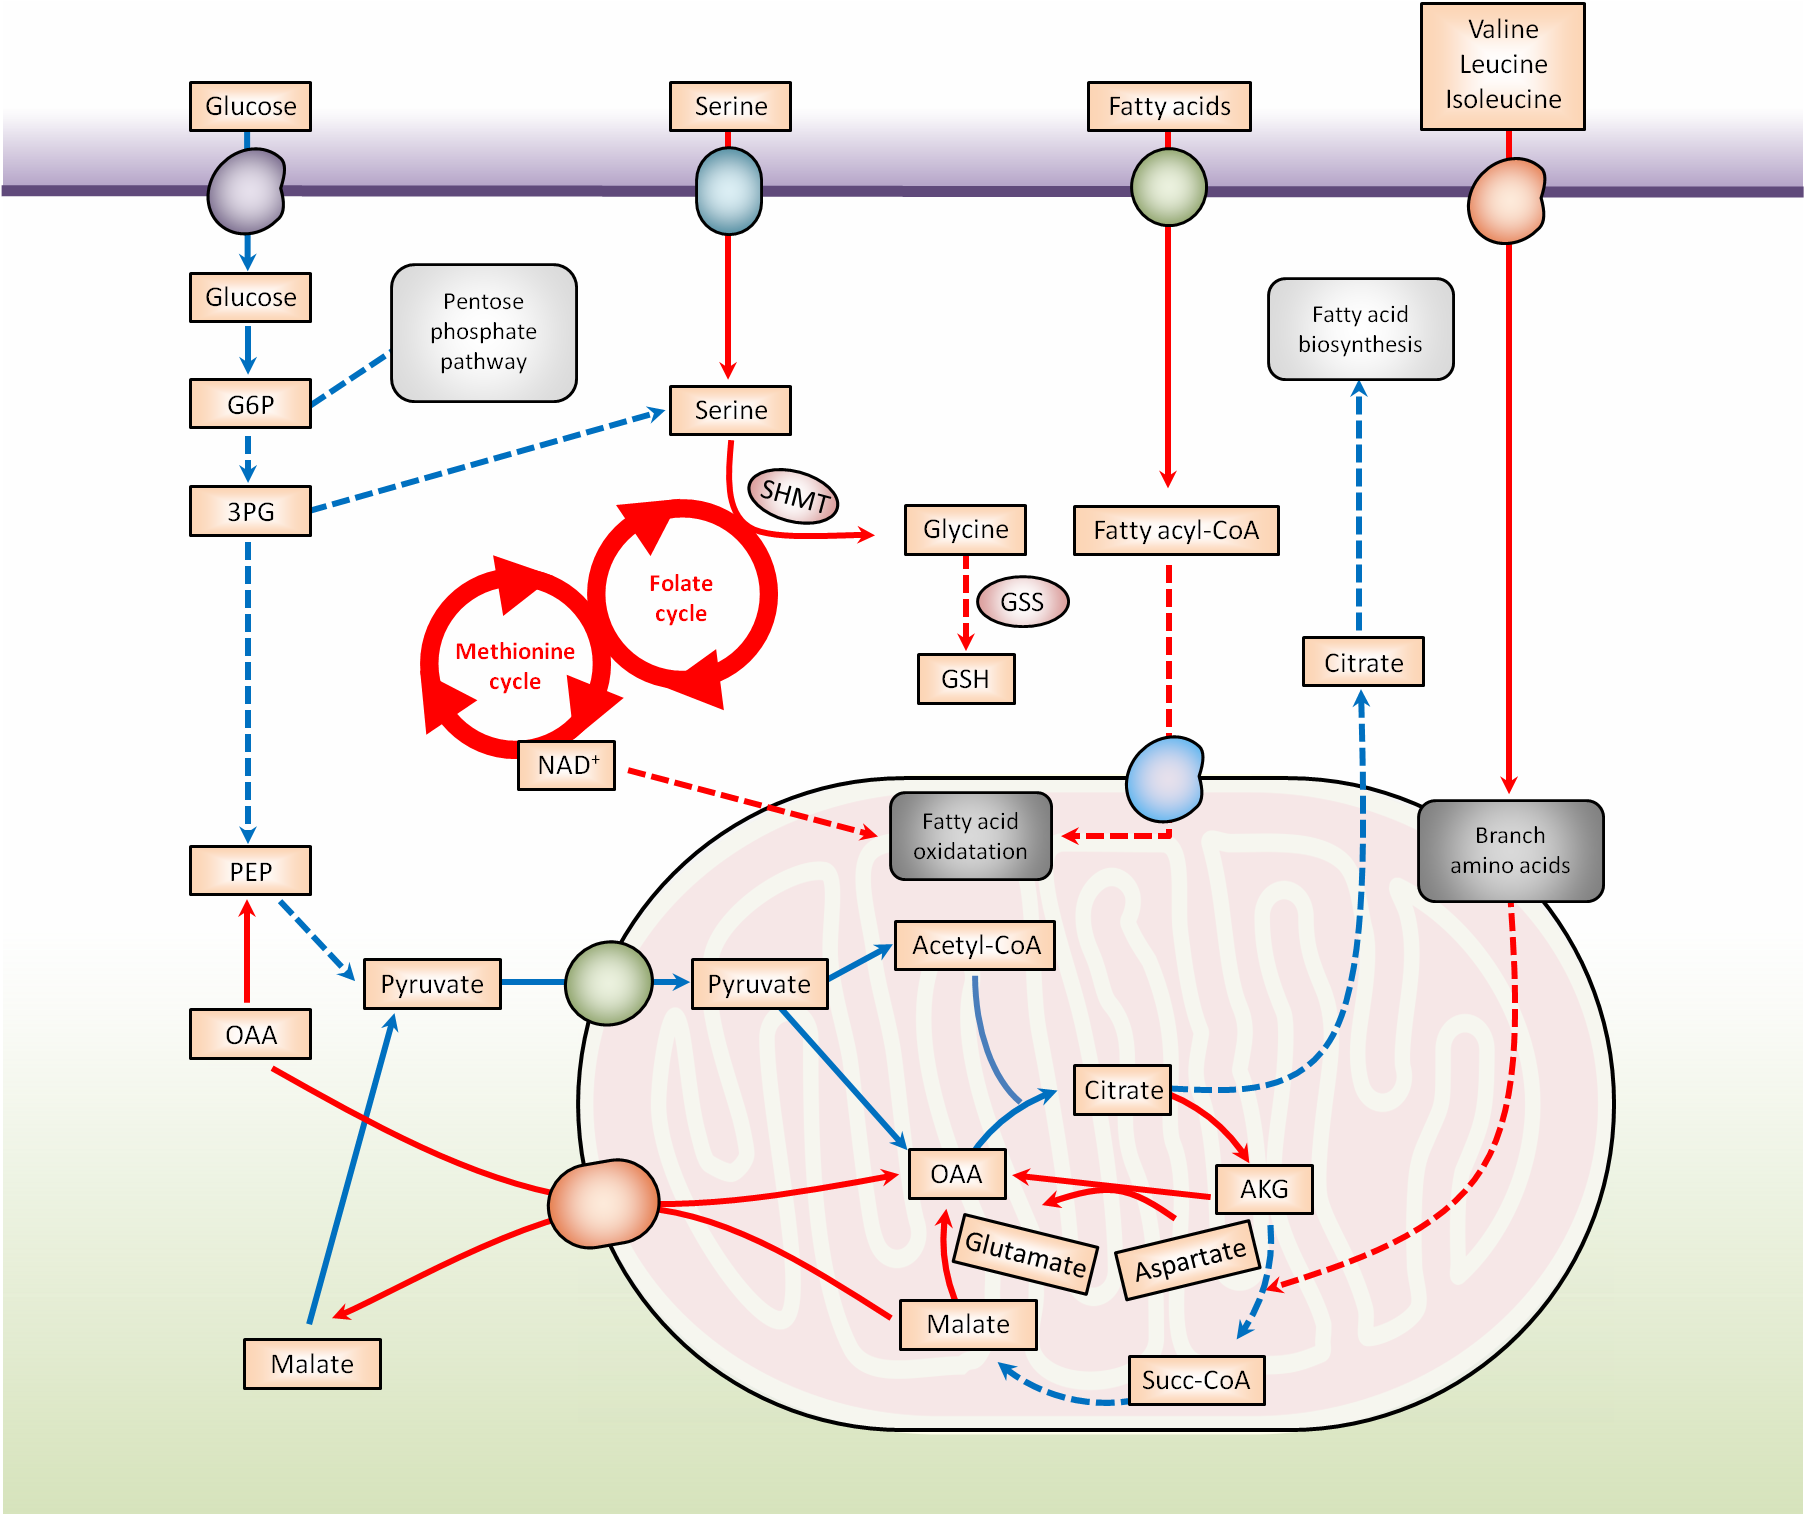 Valine
Leucine
Isoleucine
Glucose
Serine
Fatty acids
Glucose
Pentose
phosphate
pathway
Fatty acid
biosynthesis
G6P
Serine
3PG
SHMT
Glycine
Fatty acyl-CoA
Folate
cycle
GSS
Methionine
cycle
GSH
Citrate
NAD+
Fatty acid
oxidatation
Branch
amino acids
PEP
Pyruvate
Pyruvate
Acetyl-CoA
OAA
Citrate
OAA
AKG
Glutamate
Aspartate
Malate
Malate
Succ-CoA